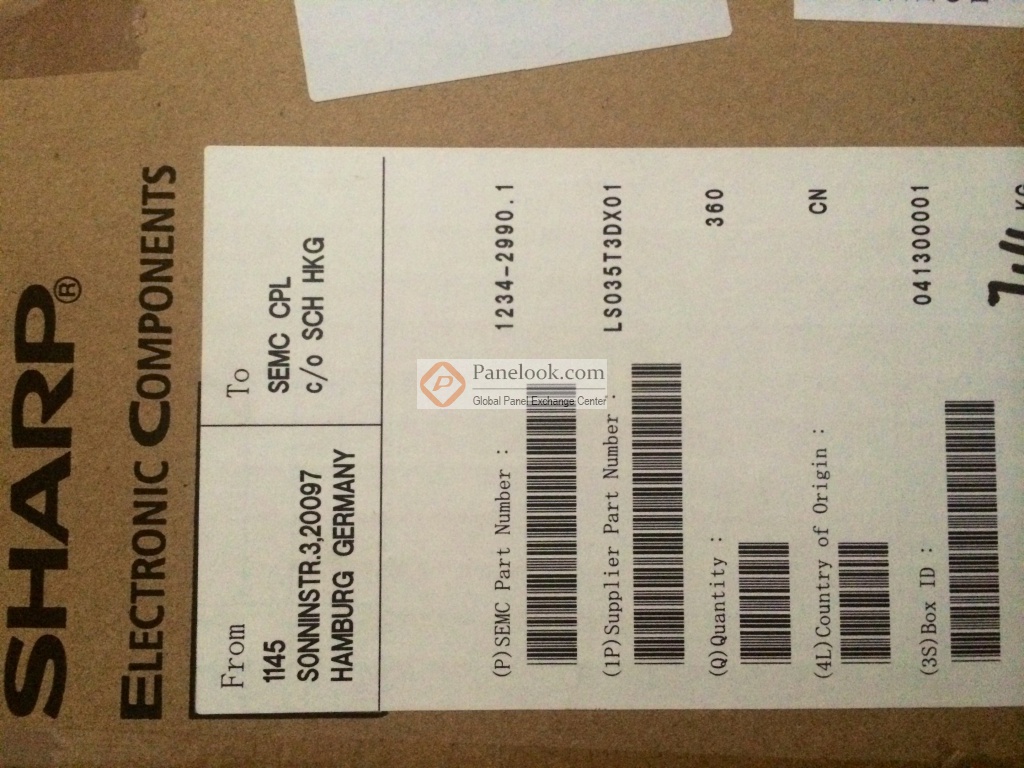 SHARP®
ELECTRONIC COMPONENTS
From
1145
SONNINSTR.3,20097
HAMBURG GERMANY
To
SEMC CPL
c/o SCH HKG
(P)SEMC Part Number : 1234-2990.1
(1P)Supplier Part Number : LS035T3DX01
(Q)Quantity : 360
(4L)Country of Origin : CN
(3S)Box ID : 041300001
KG
P Panelook.com
Global Panel Exchange Center